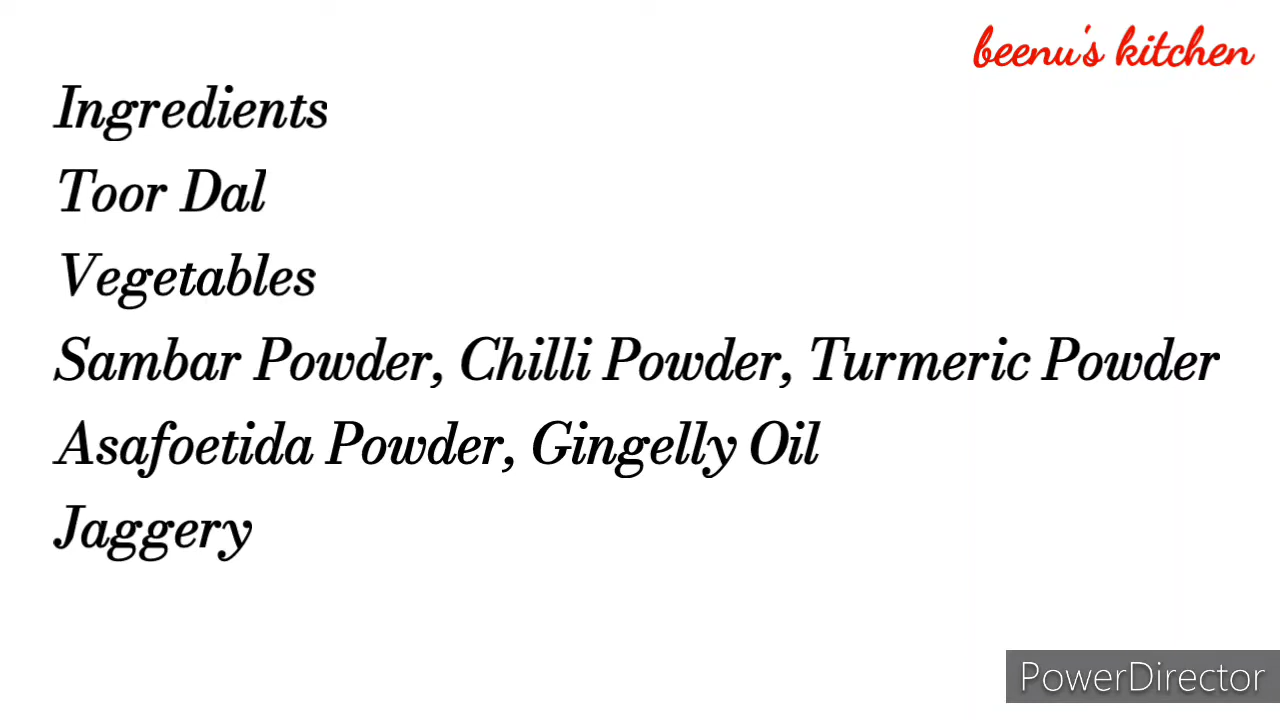 beenu's kitchen
Ingredients
Toor Dal
Vegetables
Sambar Powder, Chilli Powder, Turmeric Powder
Asafoetida Powder, Gingelly Oil
Jaggery
PowerDirector